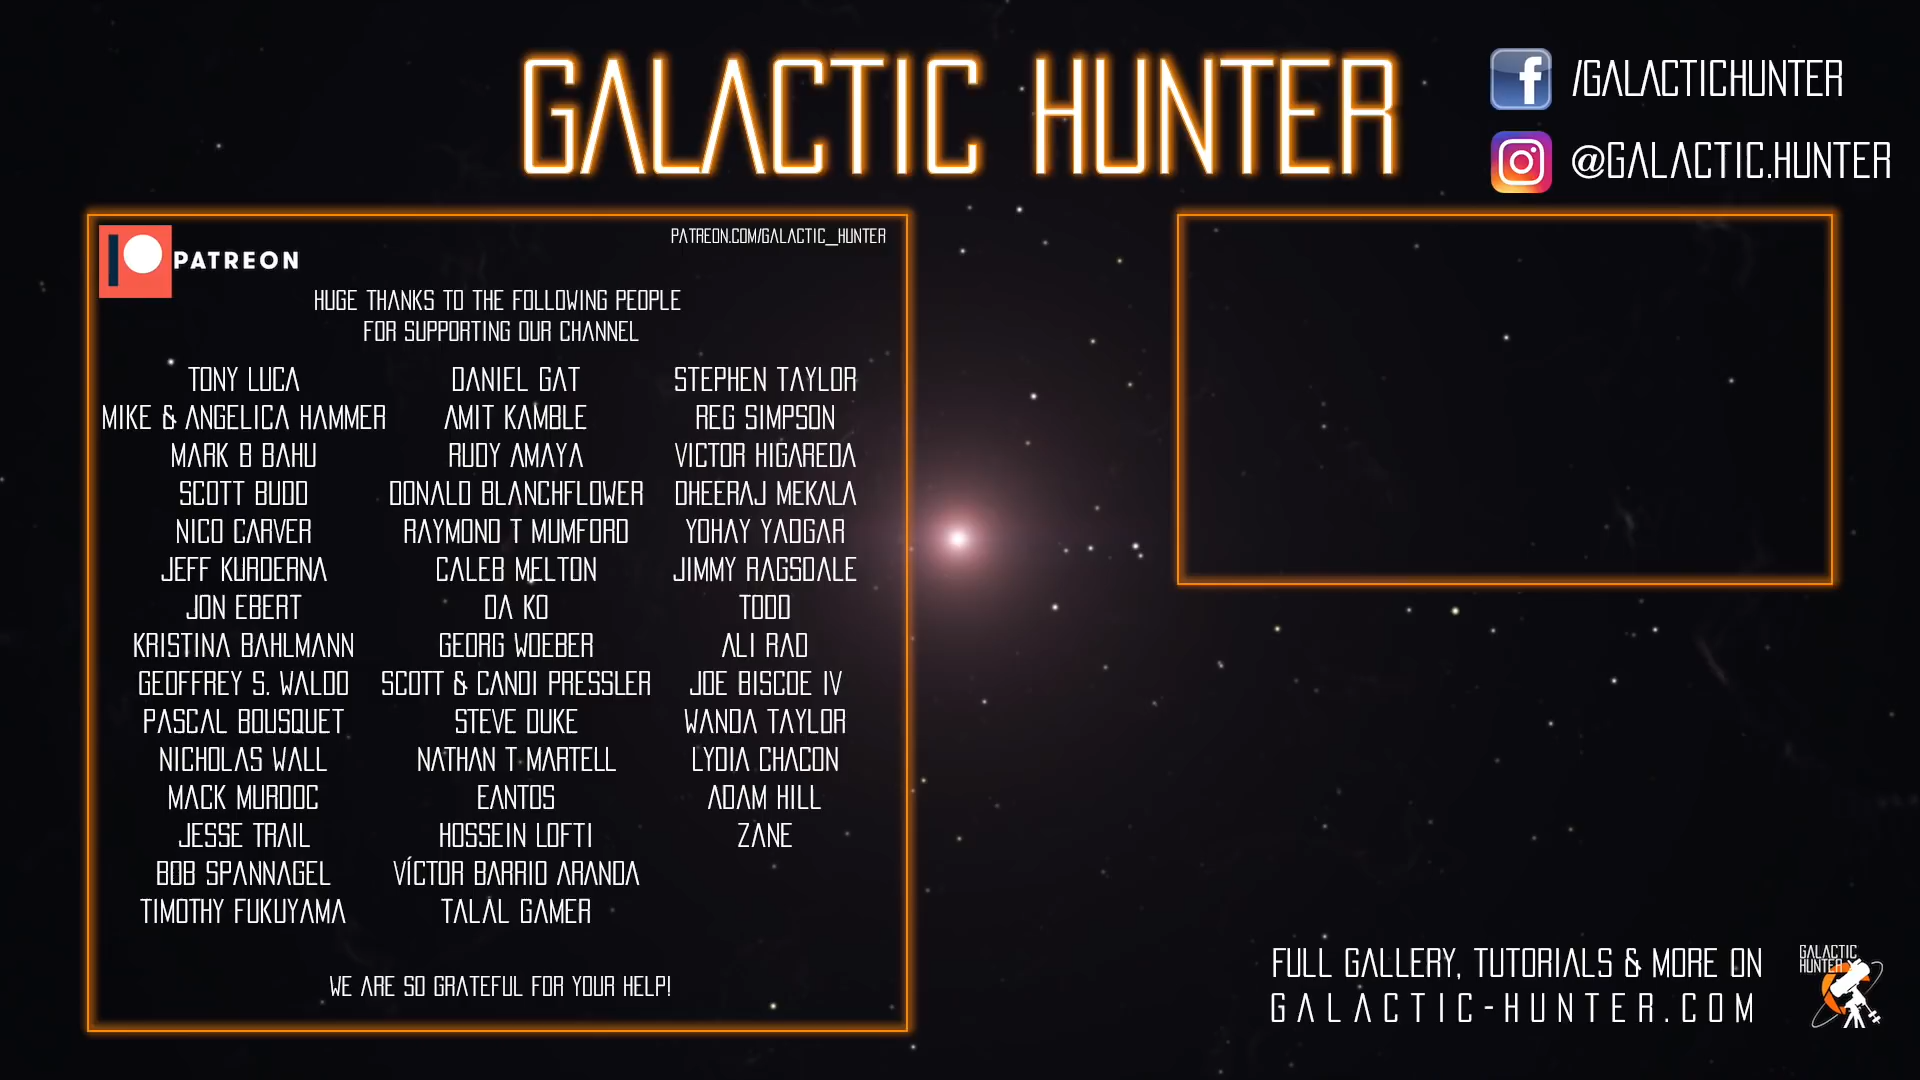 GALACTIC HUNTER
/GALACTICHUNTER
@GALACTIC.HUNTER
PATREON
PATREON.COM/GALACTIC_HUNTER
HUGE THANKS TO THE FOLLOWING PEOPLE
FOR SUPPORTING OUR CHANNEL
TONY LUCA
MIKE & ANGELICA HAMMER
MARK B BAHU
SCOTT BUDD
NICO CARVER
JEFF KURDERNA
JON EBERT
KRISTINA BAHLMANN
GEOFFREY S. WALDO
PASCAL BOUSQUET
NICHOLAS WALL
MACK MURDOC
JESSE TRAIL
BOB SPANNAGEL
TIMOTHY FUKUYAMA
DANIEL GAT
AMIT KAMBLE
RUDY AMAYA
DONALD BLANCHFLOWER
RAYMOND T MUMFORD
CALEB MELTON
DA KO
GEORG WOEBER
SCOTT & CANDI PRESSLER
STEVE DUKE
NATHAN T MARTELL
EANTOS
HOSSEIN LOFTI
VÍCTOR BARRIO ARANDA
TALAL GAMER
STEPHEN TAYLOR
REG SIMPSON
VICTOR HIGAREDA
DHEERAJ MEKALA
YOHAY YADGAR
JIMMY RAGSDALE
TODD
ALI RAD
JOE BISCOE IV
WANDA TAYLOR
LYDIA CHACON
ADAM HILL
ZANE
WE ARE SO GRATEFUL FOR YOUR HELP!
FULL GALLERY, TUTORIALS & MORE ON
GALACTIC-HUNTER.COM
GALACTIC
HUNTER